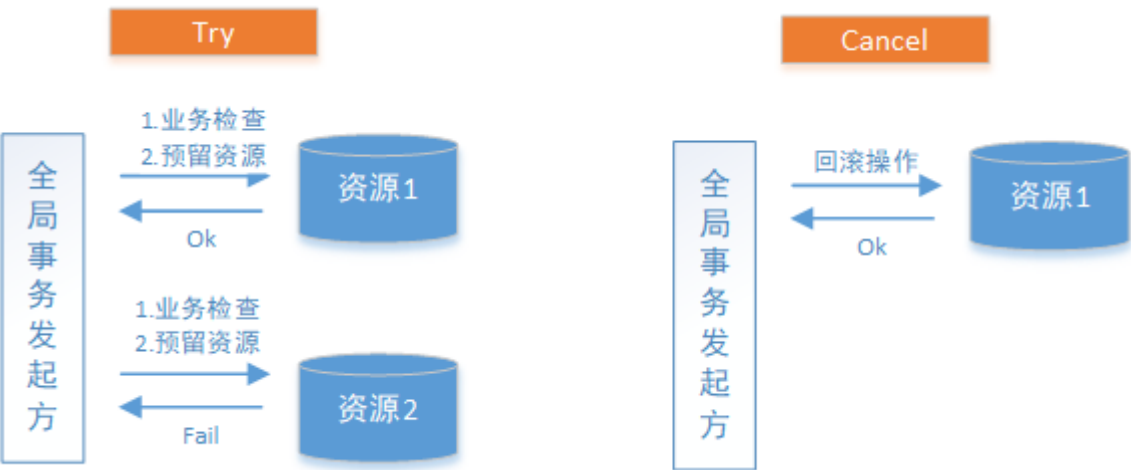 Try
全局事务发起方
1.业务检查
2.预留资源
资源1
Ok
1.业务检查
2.预留资源
资源2
Fail
Cancel
全局事务发起方
回滚操作
资源1
Ok